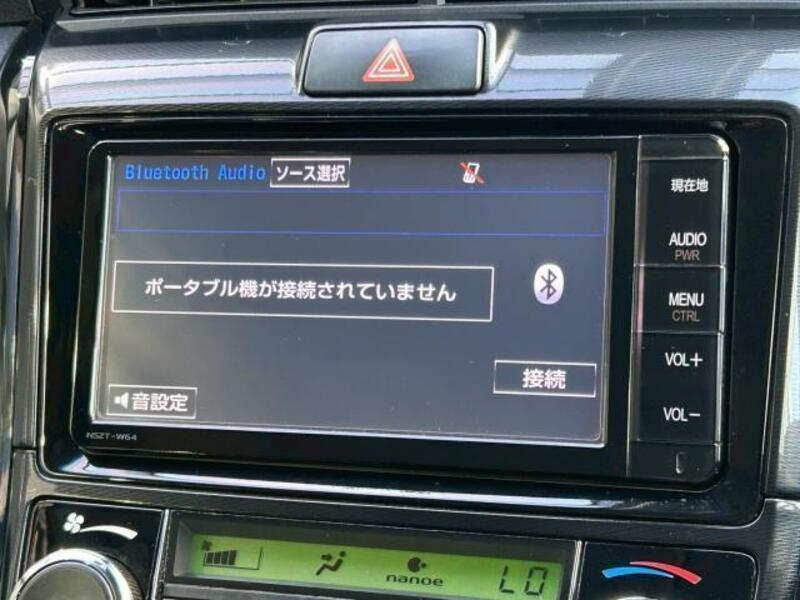 Bluetooth Audio ソース選択
現在地
AUDIO
PWR
ポータブル機が接続されていません
MENU
CTRL
VOL+
接続
音設定
VOL-
NSZT-W64
nanoe
LO